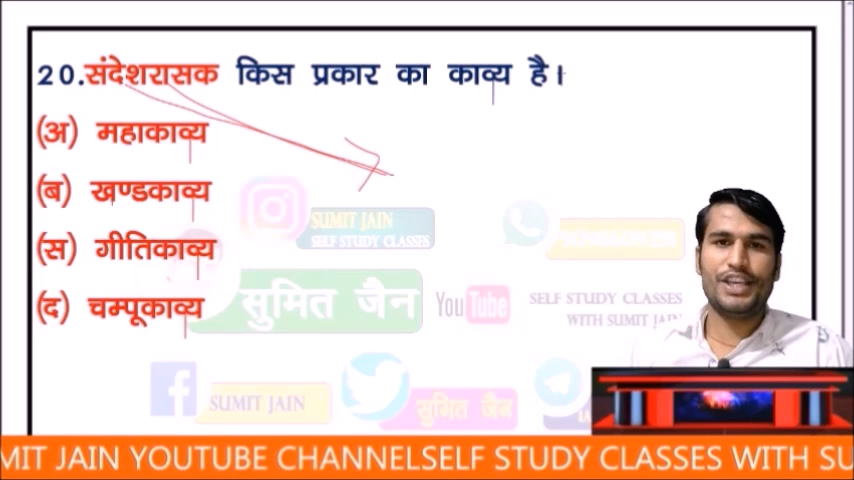 20.संदेशरासक किस प्रकार का काव्य है।
(अ) महाकाव्य
(ब) खण्डकाव्य
(स) गीतिकाव्य
(द) चम्पूकाव्य
SUMIT JAIN
SELF STUDY CLASSES
सुमित जैन
YouTube
SELF STUDY CLASSES
WITH SUMIT JAIN
SUMIT JAIN
सुमित जैन
MIT JAIN YOUTUBE CHANNELSELF STUDY CLASSES WITH SU